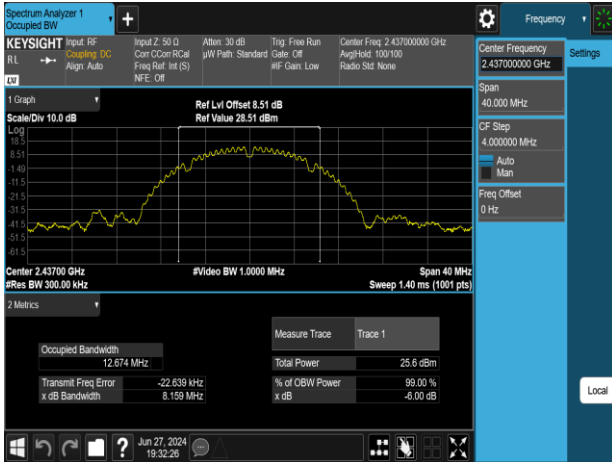 Spectrum Analyzer 1
Occupied BW
+
Frequency
KEYSIGHT
RL
LXI
Input: RF
Coupling: DC
Align: Auto
Input Z: 50 Ω
Corr CCorr RCal
Freq Ref: Int (S)
NFE: Off
Atten: 30 dB
µW Path: Standard
Trig: Free Run
Gate: Off
#IF Gain: Low
Center Freq: 2.437000000 GHz
Avg|Hold: 100/100
Radio Std: None
Center Frequency
2.437000000 GHz
Settings
Span
40.000 MHz
CF Step
4.000000 MHz
Auto
Man
Freq Offset
0 Hz
Local
1 Graph
Scale/Div 10.0 dB
Ref Lvl Offset 8.51 dB
Ref Value 28.51 dBm
Log
18.5
8.51
-1.49
-11.5
-21.5
-31.5
-41.5
-51.5
-61.5
Center 2.43700 GHz
#Video BW 1.0000 MHz
Span 40 MHz
#Res BW 300.00 kHz
Sweep 1.40 ms (1001 pts)
2 Metrics
Measure Trace
Trace 1
Occupied Bandwidth
12.674 MHz
Total Power
25.6 dBm
Transmit Freq Error
-22.639 kHz
% of OBW Power
99.00 %
x dB Bandwidth
8.159 MHz
x dB
-6.00 dB
?
Jun 27, 2024
19:32:26